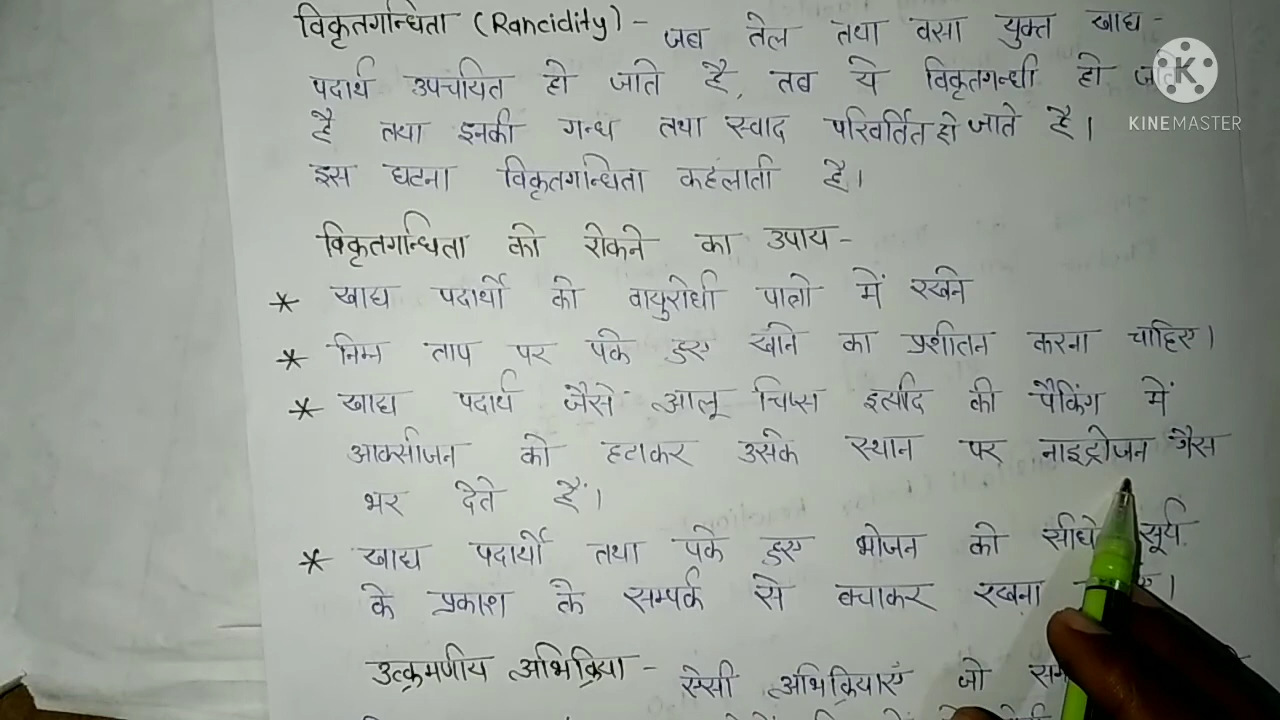 विकृतगन्धिता (Rancidity) - जब तेल तथा वसा युक्त खाद्य -
पदार्थ उपचयित हो जाते है, तब ये विकृतगन्धी हो
है तथा इनकी गन्ध तथा स्वाद परिवर्तित हो जाते है।
इस घटना विकृतगन्धिता कहलाती है।
विकृतगन्धिता को रोकने का उपाय -
* खाद्य पदार्थो को वायुरोधी पात्रो में रखने
* निम्न ताप पर पके हुए खाने का प्रशीतन करना चाहिए।
* खाद्य पदार्थ जैसे आलू चिप्स इत्यदि की पैकिंग में
आक्सीजन को हटाकर उसके स्थान पर नाइट्रोजन गैस
भर देते हैं।
* खाद्य पदार्थो तथा पके हुए भोजन को सीधे सूर्य
के प्रकाश के सम्पर्क से बचाकर रखना
उत्क्रमणीय अभिक्रिया - ऐसी अभिक्रियाएँ जो
K
KINEMASTER